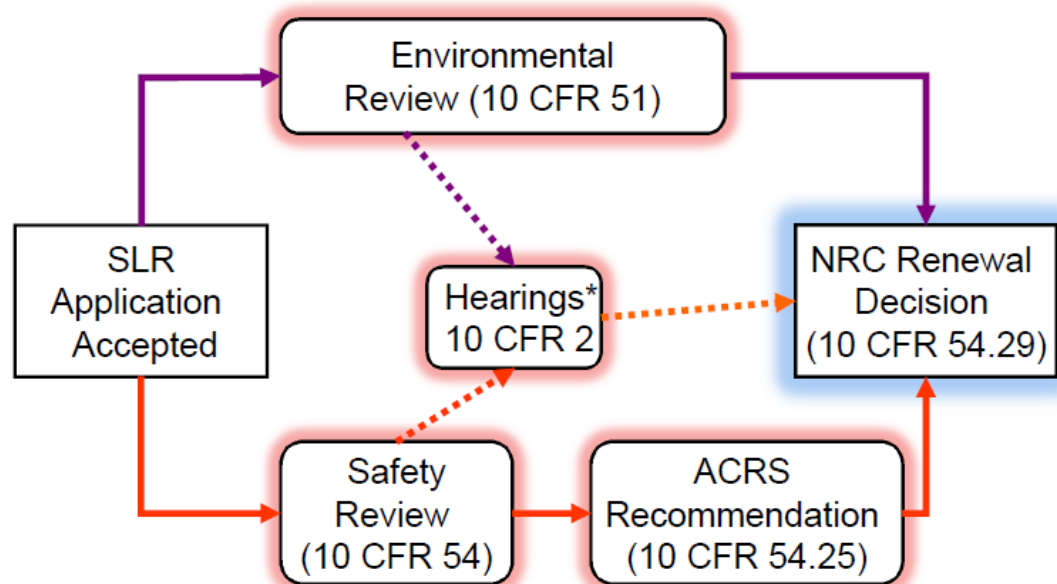 Environmental
Review (10 CFR 51)
SLR
Application
Accepted
Hearings*
10 CFR 2
NRC Renewal
Decision
(10 CFR 54.29)
Safety
Review
(10 CFR 54)
ACRS
Recommendation
(10 CFR 54.25)